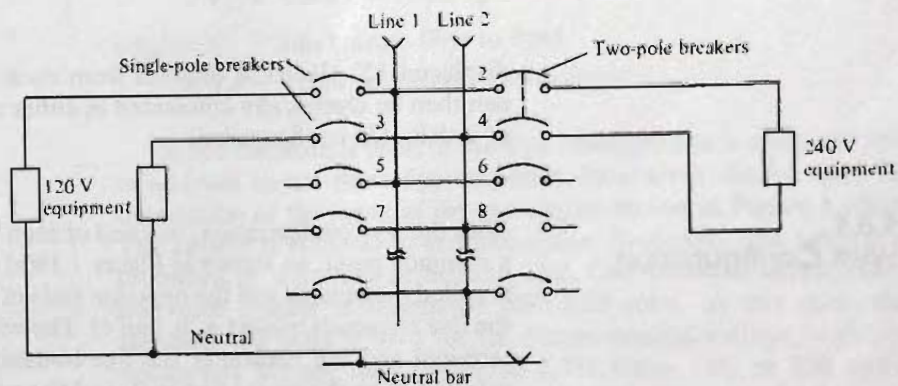 Line 1 Line 2
Single-pole breakers
Two-pole breakers
2
3
4
5
6
7
8
120 V
equipment
240 V
equipment
Neutral
Neutral bar